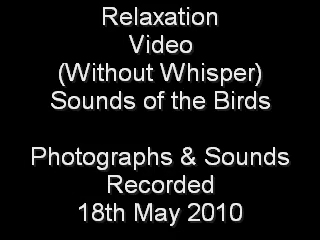 Relaxation
Video
(Without Whisper)
Sounds of the Birds
Photographs & Sounds
Recorded
18th May 2010